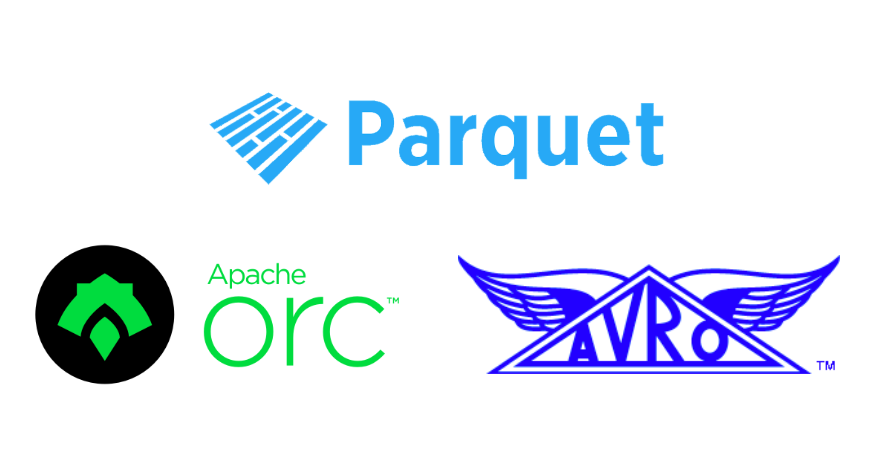 Parquet
Apache
orc™
AVRO
TM